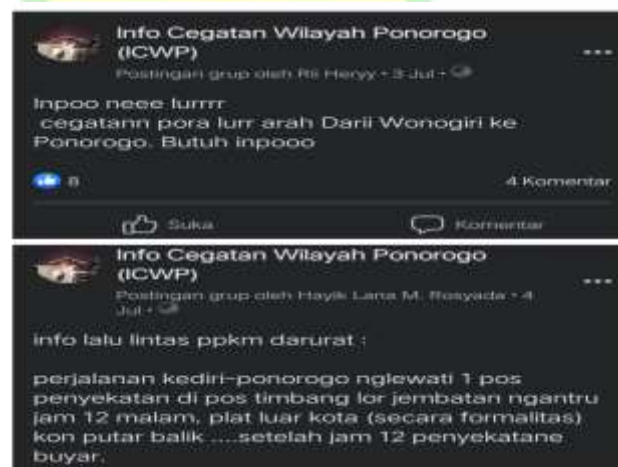 Info Cegatan Wilayah Ponorogo
(ICWP)
Postingan grup oleh Rii Heryy • 3 Jul •
Inpoo neee lurrrr
cegatann pora lurr arah Darii Wonogiri ke
Ponorogo. Butuh inpooo
8
4 Komentar
Suka
Komentar
Info Cegatan Wilayah Ponorogo
(ICWP)
Postingan grup oleh Hayik Lana M. Rosyada • 4
Jul •
info lalu lintas ppkm darurat :
perjalanan kediri-ponorogo nglewati 1 pos
penyekatan di pos timbang lor jembatan ngantru
jam 12 malam, plat luar kota (secara formalitas)
kon putar balik ....setelah jam 12 penyekatane
buyar.